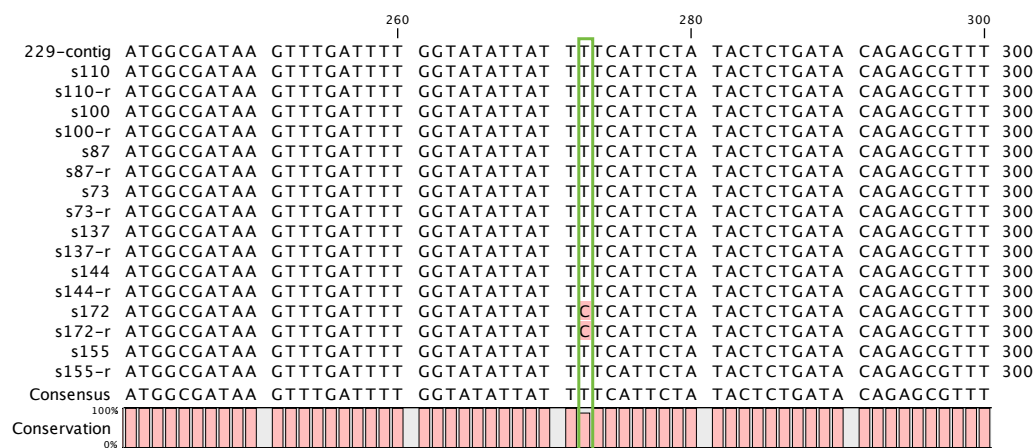 260 280 300
229-contig ATGGCGATAA GTTTGATTTT GGTATATTAT TTTCATTCTA TACTCTGATA CAGAGCGTTT 300
s110 ATGGCGATAA GTTTGATTTT GGTATATTAT TTTCATTCTA TACTCTGATA CAGAGCGTTT 300
s110-r ATGGCGATAA GTTTGATTTT GGTATATTAT TTTCATTCTA TACTCTGATA CAGAGCGTTT 300
s100 ATGGCGATAA GTTTGATTTT GGTATATTAT TTTCATTCTA TACTCTGATA CAGAGCGTTT 300
s100-r ATGGCGATAA GTTTGATTTT GGTATATTAT TTTCATTCTA TACTCTGATA CAGAGCGTTT 300
s87 ATGGCGATAA GTTTGATTTT GGTATATTAT TTTCATTCTA TACTCTGATA CAGAGCGTTT 300
s87-r ATGGCGATAA GTTTGATTTT GGTATATTAT TTTCATTCTA TACTCTGATA CAGAGCGTTT 300
s73 ATGGCGATAA GTTTGATTTT GGTATATTAT TTTCATTCTA TACTCTGATA CAGAGCGTTT 300
s73-r ATGGCGATAA GTTTGATTTT GGTATATTAT TTTCATTCTA TACTCTGATA CAGAGCGTTT 300
s137 ATGGCGATAA GTTTGATTTT GGTATATTAT TTTCATTCTA TACTCTGATA CAGAGCGTTT 300
s137-r ATGGCGATAA GTTTGATTTT GGTATATTAT TTTCATTCTA TACTCTGATA CAGAGCGTTT 300
s144 ATGGCGATAA GTTTGATTTT GGTATATTAT TTTCATTCTA TACTCTGATA CAGAGCGTTT 300
s144-r ATGGCGATAA GTTTGATTTT GGTATATTAT TTTCATTCTA TACTCTGATA CAGAGCGTTT 300
s172 ATGGCGATAA GTTTGATTTT GGTATATTAT TCTCATTCTA TACTCTGATA CAGAGCGTTT 300
s172-r ATGGCGATAA GTTTGATTTT GGTATATTAT TCTCATTCTA TACTCTGATA CAGAGCGTTT 300
s155 ATGGCGATAA GTTTGATTTT GGTATATTAT TTTCATTCTA TACTCTGATA CAGAGCGTTT 300
s155-r ATGGCGATAA GTTTGATTTT GGTATATTAT TTTCATTCTA TACTCTGATA CAGAGCGTTT 300
Consensus ATGGCGATAA GTTTGATTTT GGTATATTAT TTTCATTCTA TACTCTGATA CAGAGCGTTT
100%
Conservation
0%